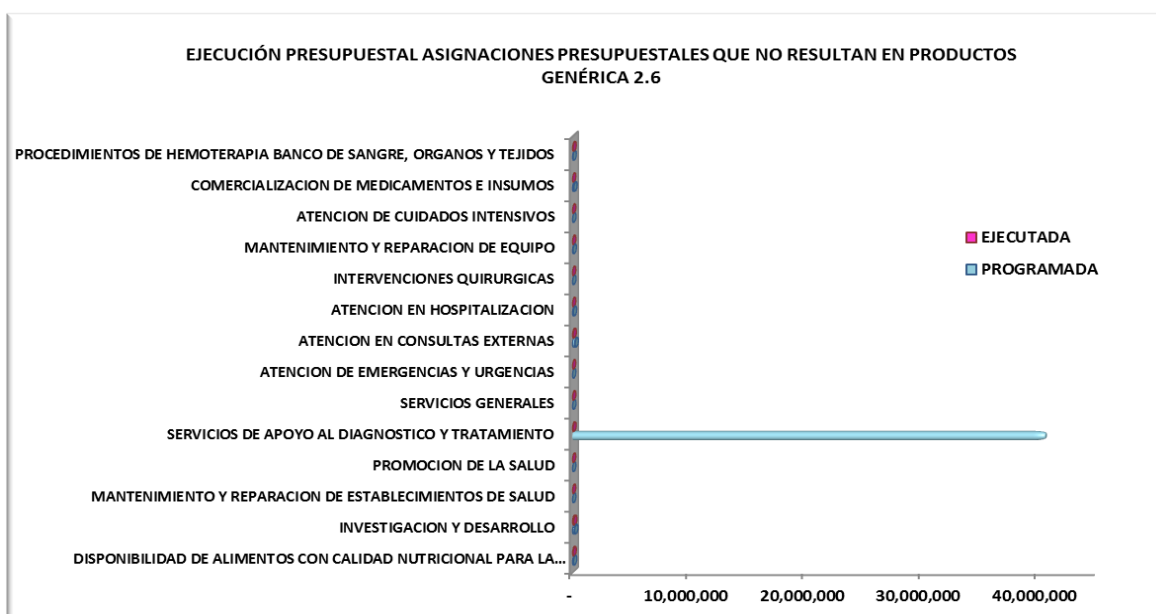 EJECUCIÓN PRESUPUESTAL ASIGNACIONES PRESUPUESTALES QUE NO RESULTAN EN PRODUCTOS
GENÉRICA 2.6
PROCEDIMIENTOS DE HEMOTERAPIA BANCO DE SANGRE, ORGANOS Y TEJIDOS
COMERCIALIZACION DE MEDICAMENTOS E INSUMOS
ATENCION DE CUIDADOS INTENSIVOS
MANTENIMIENTO Y REPARACION DE EQUIPO
INTERVENCIONES QUIRURGICAS
ATENCION EN HOSPITALIZACION
ATENCION EN CONSULTAS EXTERNAS
ATENCION DE EMERGENCIAS Y URGENCIAS
SERVICIOS GENERALES
SERVICIOS DE APOYO AL DIAGNOSTICO Y TRATAMIENTO
PROMOCION DE LA SALUD
MANTENIMIENTO Y REPARACION DE ESTABLECIMIENTOS DE SALUD
INVESTIGACION Y DESARROLLO
DISPONIBILIDAD DE ALIMENTOS CON CALIDAD NUTRICIONAL PARA LA...
EJECUTADA
PROGRAMADA
- 10,000,000 20,000,000 30,000,000 40,000,000